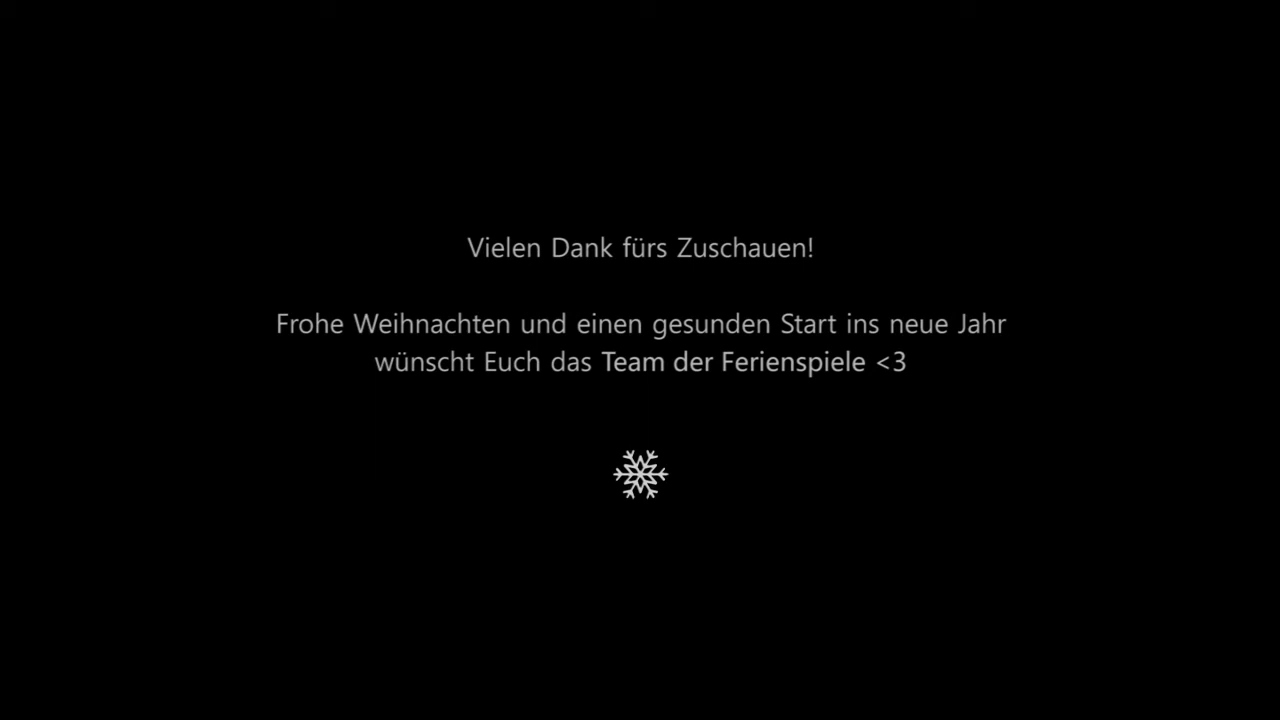 Vielen Dank fürs Zuschauen!
Frohe Weihnachten und einen gesunden Start ins neue Jahr
wünscht Euch das Team der Ferienspiele <3